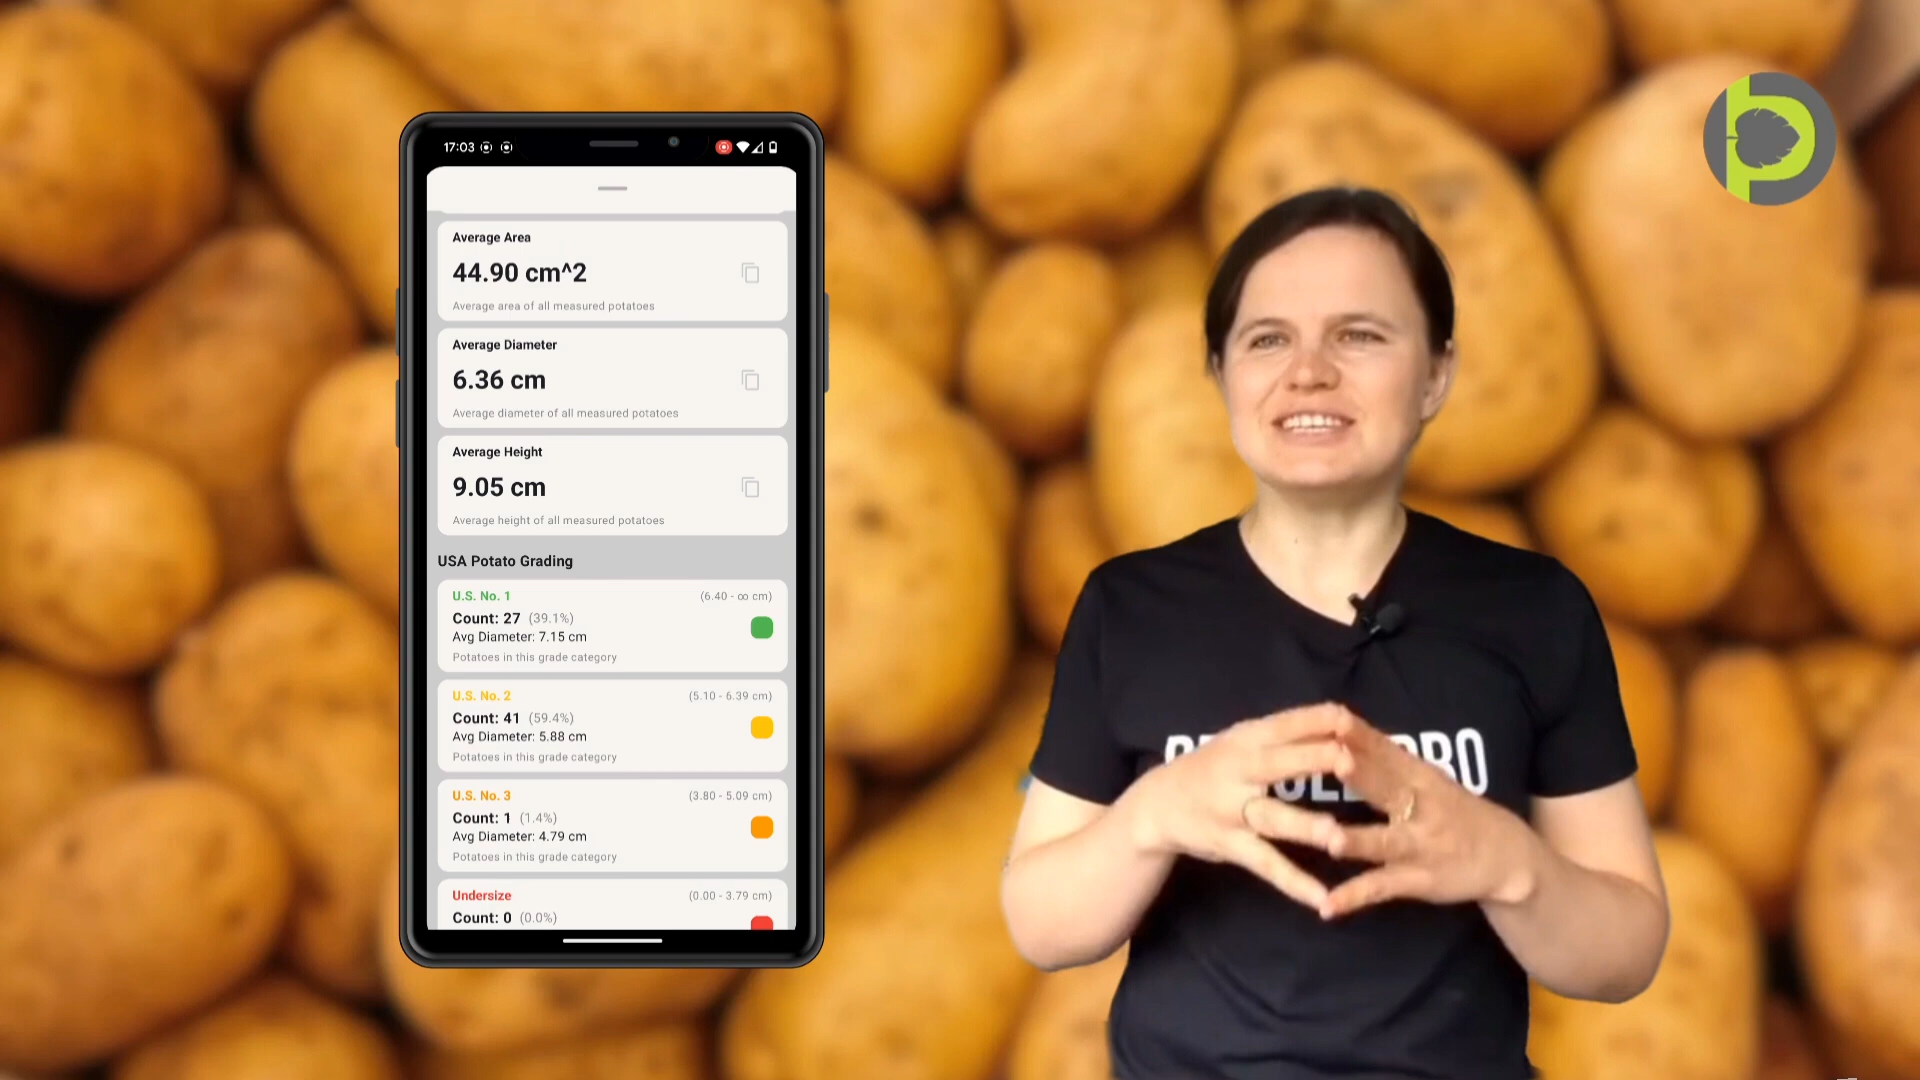 17:03
Average Area
44.90 cm^2
Average area of all measured potatoes
Average Diameter
6.36 cm
Average diameter of all measured potatoes
Average Height
9.05 cm
Average height of all measured potatoes
USA Potato Grading
U.S. No. 1 (6.40 - ∞ cm)
Count: 27 (39.1%)
Avg Diameter: 7.15 cm
Potatoes in this grade category
U.S. No. 2 (5.10 - 6.39 cm)
Count: 41 (59.4%)
Avg Diameter: 5.88 cm
Potatoes in this grade category
U.S. No. 3 (3.80 - 5.09 cm)
Count: 1 (1.4%)
Avg Diameter: 4.79 cm
Potatoes in this grade category
Undersize (0.00 - 3.79 cm)
Count: 0 (0.0%)